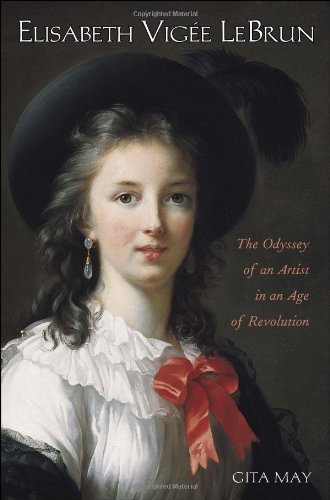 ELISABETH VIGÉE LEBRUN
The Odyssey
of an Artist
in an Age
of Revolution
GITA MAY